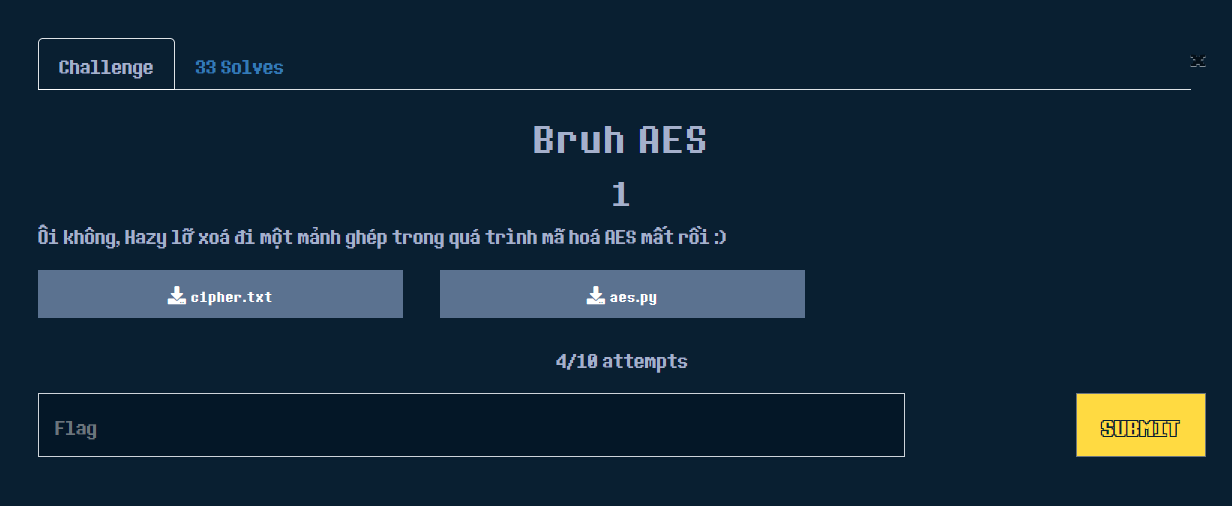 Challenge
33 Solves
×
Bruh AES
1
Ôi không, Hazy lỡ xoá đi một mảnh ghép trong quá trình mã hoá AES mất rồi :)
cipher.txt
aes.py
4/10 attempts
Flag
SUBMIT